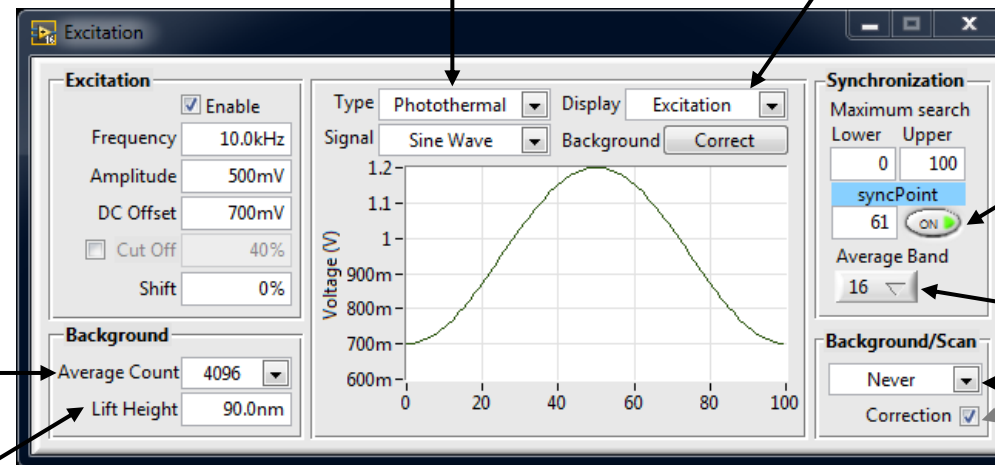 Excitation
Excitation
Enable
Frequency 10.0kHz
Amplitude 500mV
DC Offset 700mV
Cut Off 40%
Shift 0%
Background
Average Count 4096
Lift Height 90.0nm
Type Photothermal Display Excitation
Signal Sine Wave Background Correct
Voltage (V)
1.2
1.1
1
900m
800m
700m
600m
0 20 40 60 80 100
Synchronization
Maximum search
Lower Upper
0 100
syncPoint
61 ON
Average Band
16
Background/Scan
Never
Correction